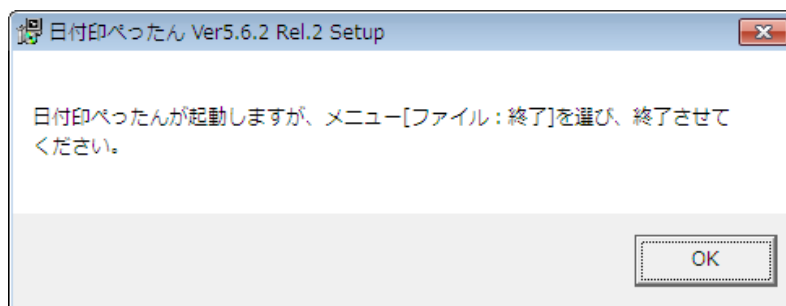 日付印ぺったん Ver5.6.2 Rel.2 Setup
日付印ぺったんが起動しますが、メニュー[ファイル：終了]を選び、終了させて
ください。
OK